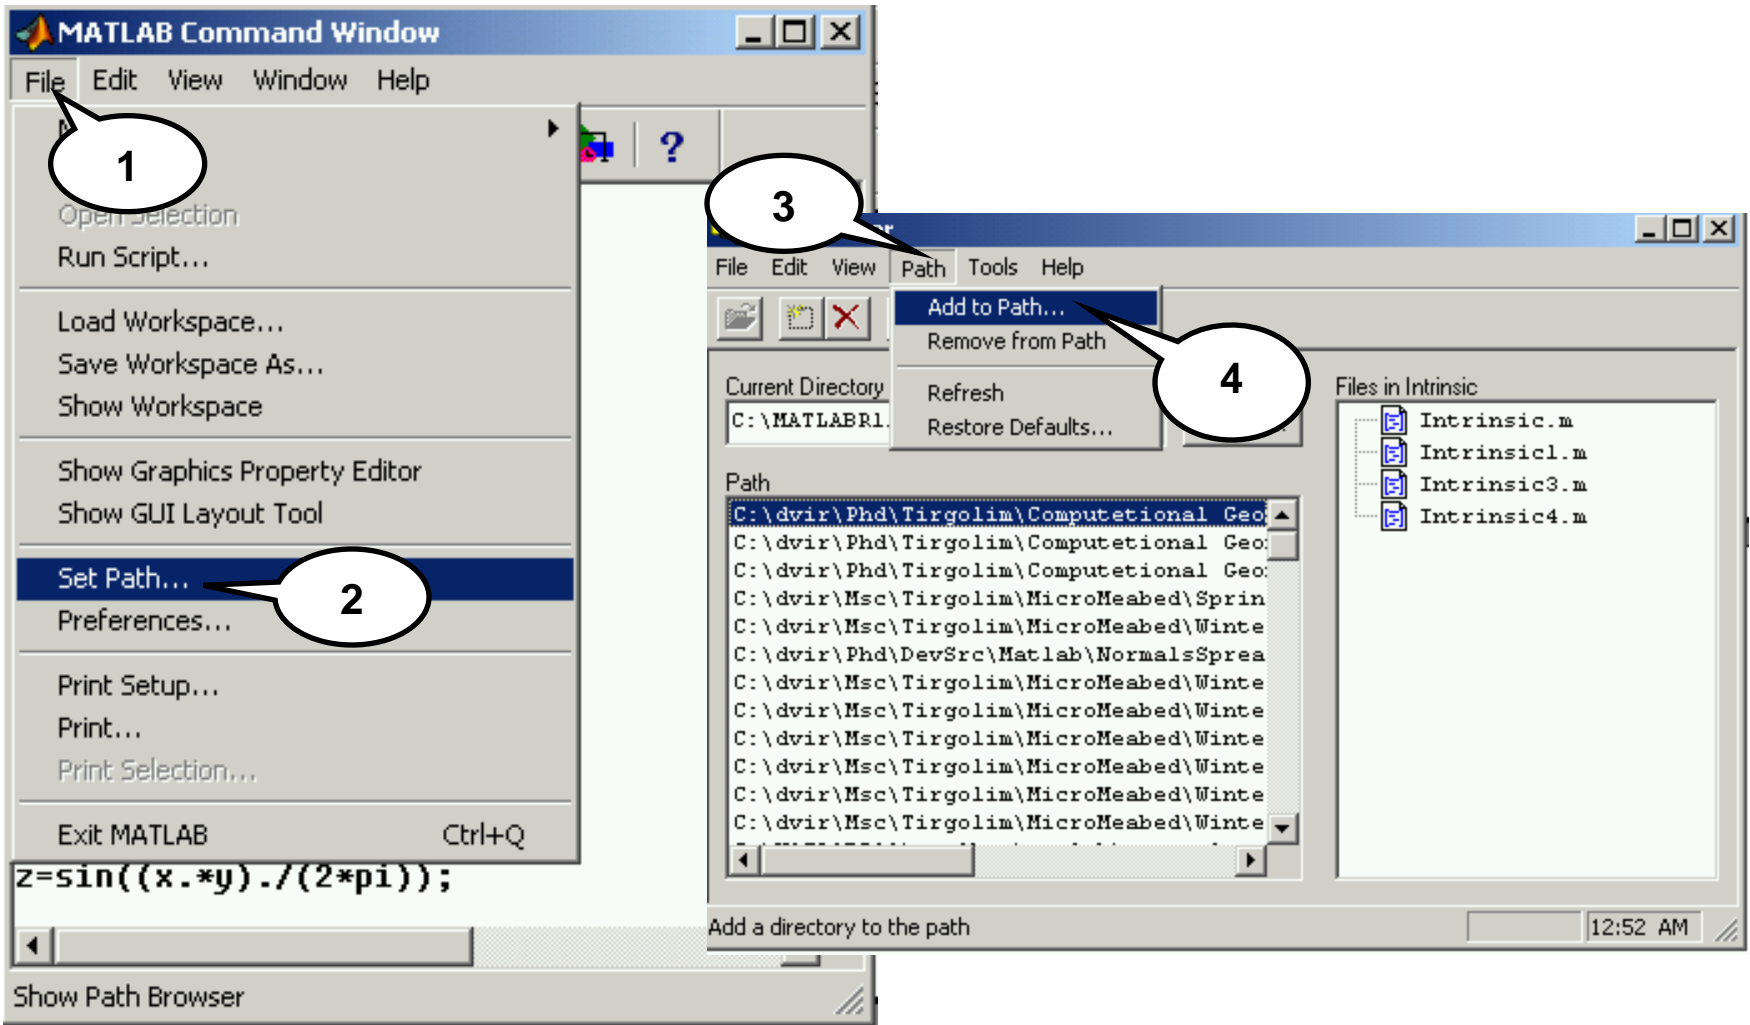 MATLAB Command Window
File Edit View Window Help
1
Open Selection
Run Script...
Load Workspace...
Save Workspace As...
Show Workspace
Show Graphics Property Editor
Show GUI Layout Tool
Set Path...
2
Preferences...
Print Setup...
Print...
Print Selection...
Exit MATLAB Ctrl+Q
z=sin((x.*y)./(2*pi));
Show Path Browser
?
3
File Edit View Path Tools Help
Add to Path...
Remove from Path
Refresh
Restore Defaults...
4
Current Directory
C:\MATLABR1
Path
C:\dvir\Phd\Tirgolim\Computetional Geo
C:\dvir\Phd\Tirgolim\Computetional Geo
C:\dvir\Phd\Tirgolim\Computetional Geo
C:\dvir\Msc\Tirgolim\MicroMeabed\Sprin
C:\dvir\Msc\Tirgolim\MicroMeabed\Winte
C:\dvir\Phd\DevSrc\Matlab\NormalsSprea
C:\dvir\Msc\Tirgolim\MicroMeabed\Winte
C:\dvir\Msc\Tirgolim\MicroMeabed\Winte
C:\dvir\Msc\Tirgolim\MicroMeabed\Winte
C:\dvir\Msc\Tirgolim\MicroMeabed\Winte
C:\dvir\Msc\Tirgolim\MicroMeabed\Winte
C:\dvir\Msc\Tirgolim\MicroMeabed\Winte
Files in Intrinsic
Intrinsic.m
Intrinsic1.m
Intrinsic3.m
Intrinsic4.m
Add a directory to the path
12:52 AM